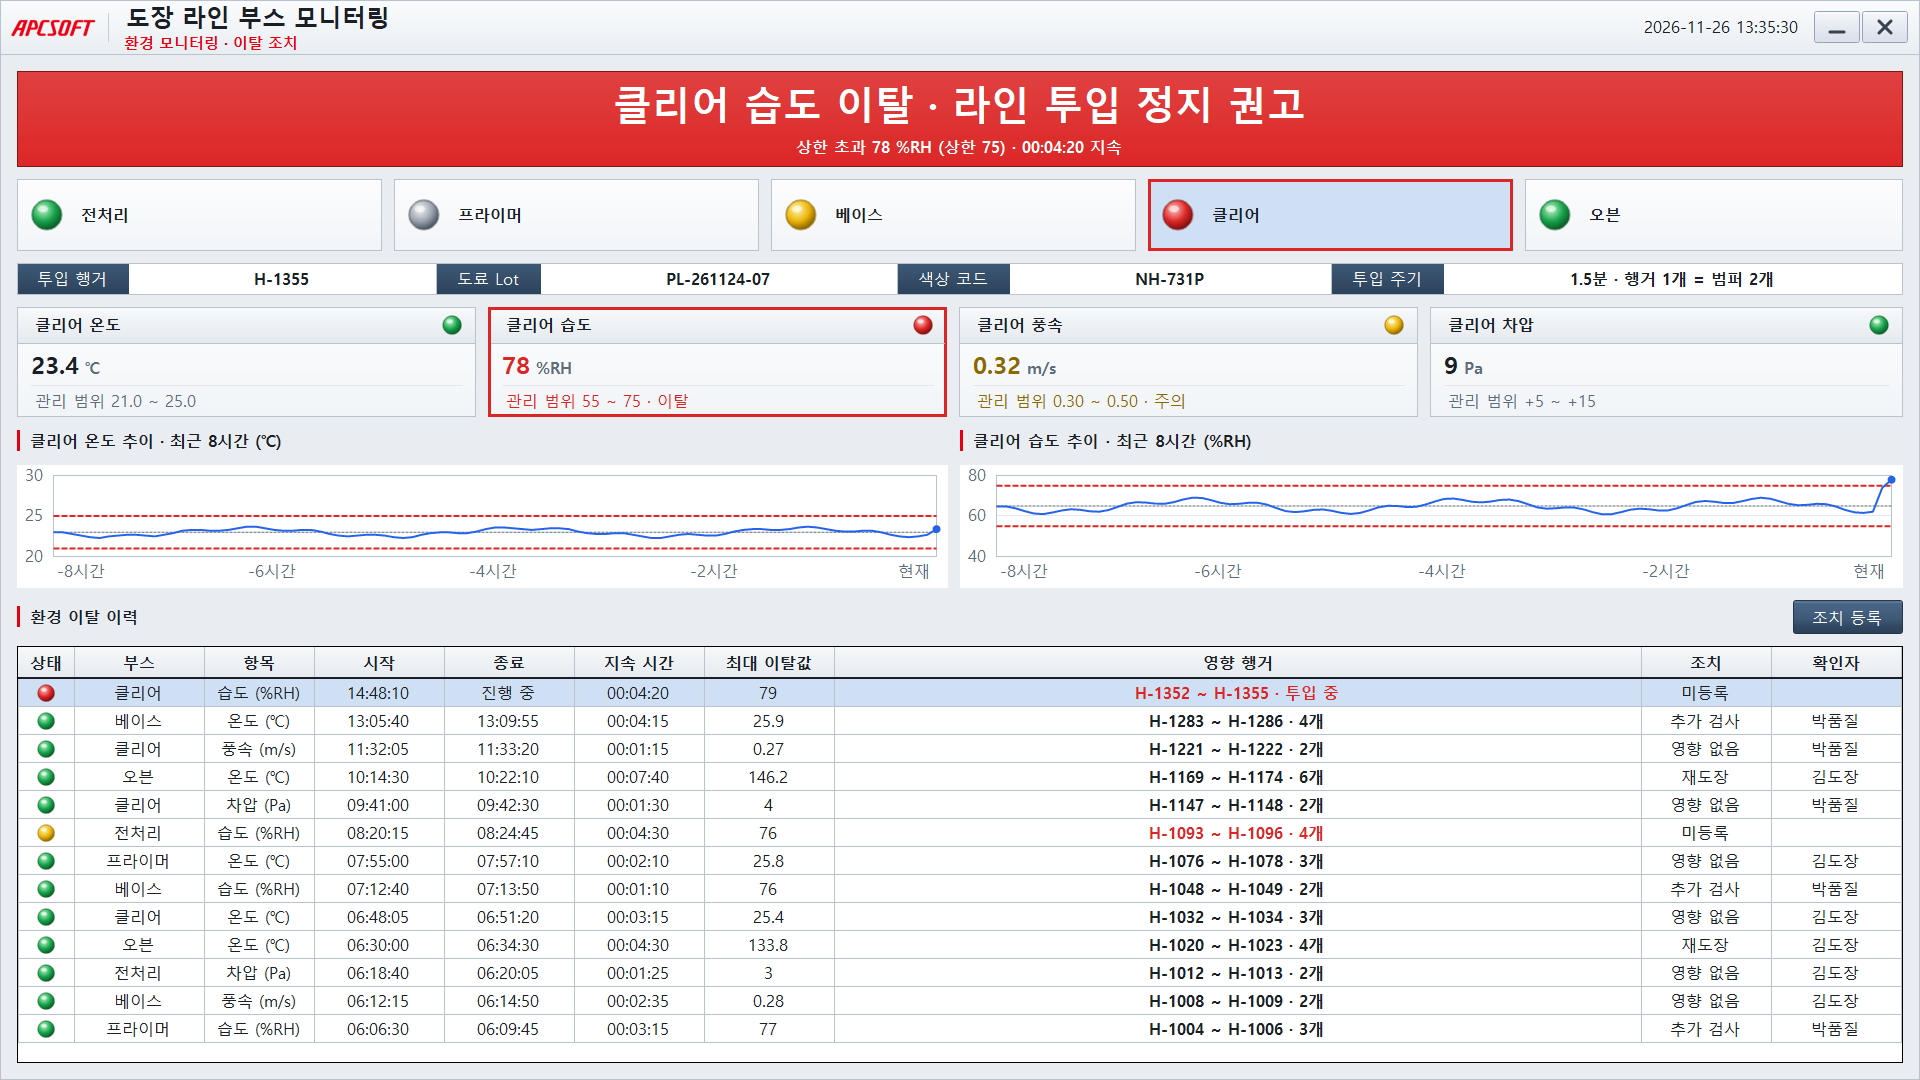 APCSOFT
도장 라인 부스 모니터링
환경 모니터링 · 이탈 조치
2026-11-26 13:35:30
클리어 습도 이탈 · 라인 투입 정지 권고
상한 초과 78 %RH (상한 75) · 00:04:20 지속
전처리
프라이머
베이스
클리어
오븐
투입 행거 H-1355 도료 Lot PL-261124-07 색상 코드 NH-731P 투입 주기 1.5분 · 행거 1개 = 범퍼 2개
클리어 온도
23.4 ℃
관리 범위 21.0 ~ 25.0
클리어 습도
78 %RH
관리 범위 55 ~ 75 · 이탈
클리어 풍속
0.32 m/s
관리 범위 0.30 ~ 0.50 · 주의
클리어 차압
9 Pa
관리 범위 +5 ~ +15
클리어 온도 추이 · 최근 8시간 (℃)
30
25
20
-8시간 -6시간 -4시간 -2시간 현재
클리어 습도 추이 · 최근 8시간 (%RH)
80
60
40
-8시간 -6시간 -4시간 -2시간 현재
환경 이탈 이력
조치 등록
상태 부스 항목 시작 종료 지속 시간 최대 이탈값 영향 행거 조치 확인자
클리어 습도 (%RH) 14:48:10 진행 중 00:04:20 79 H-1352 ~ H-1355 · 투입 중 미등록
베이스 온도 (℃) 13:05:40 13:09:55 00:04:15 25.9 H-1283 ~ H-1286 · 4개 추가 검사 박품질
클리어 풍속 (m/s) 11:32:05 11:33:20 00:01:15 0.27 H-1221 ~ H-1222 · 2개 영향 없음 박품질
오븐 온도 (℃) 10:14:30 10:22:10 00:07:40 146.2 H-1169 ~ H-1174 · 6개 재도장 김도장
클리어 차압 (Pa) 09:41:00 09:42:30 00:01:30 4 H-1147 ~ H-1148 · 2개 영향 없음 박품질
전처리 습도 (%RH) 08:20:15 08:24:45 00:04:30 76 H-1093 ~ H-1096 · 4개 미등록
프라이머 온도 (℃) 07:55:00 07:57:10 00:02:10 25.8 H-1076 ~ H-1078 · 3개 영향 없음 김도장
베이스 습도 (%RH) 07:12:40 07:13:50 00:01:10 76 H-1048 ~ H-1049 · 2개 추가 검사 박품질
클리어 온도 (℃) 06:48:05 06:51:20 00:03:15 25.4 H-1032 ~ H-1034 · 3개 영향 없음 김도장
오븐 온도 (℃) 06:30:00 06:34:30 00:04:30 133.8 H-1020 ~ H-1023 · 4개 재도장 김도장
전처리 차압 (Pa) 06:18:40 06:20:05 00:01:25 3 H-1012 ~ H-1013 · 2개 영향 없음 김도장
베이스 풍속 (m/s) 06:12:15 06:14:50 00:02:35 0.28 H-1008 ~ H-1009 · 2개 영향 없음 김도장
프라이머 습도 (%RH) 06:06:30 06:09:45 00:03:15 77 H-1004 ~ H-1006 · 3개 추가 검사 박품질